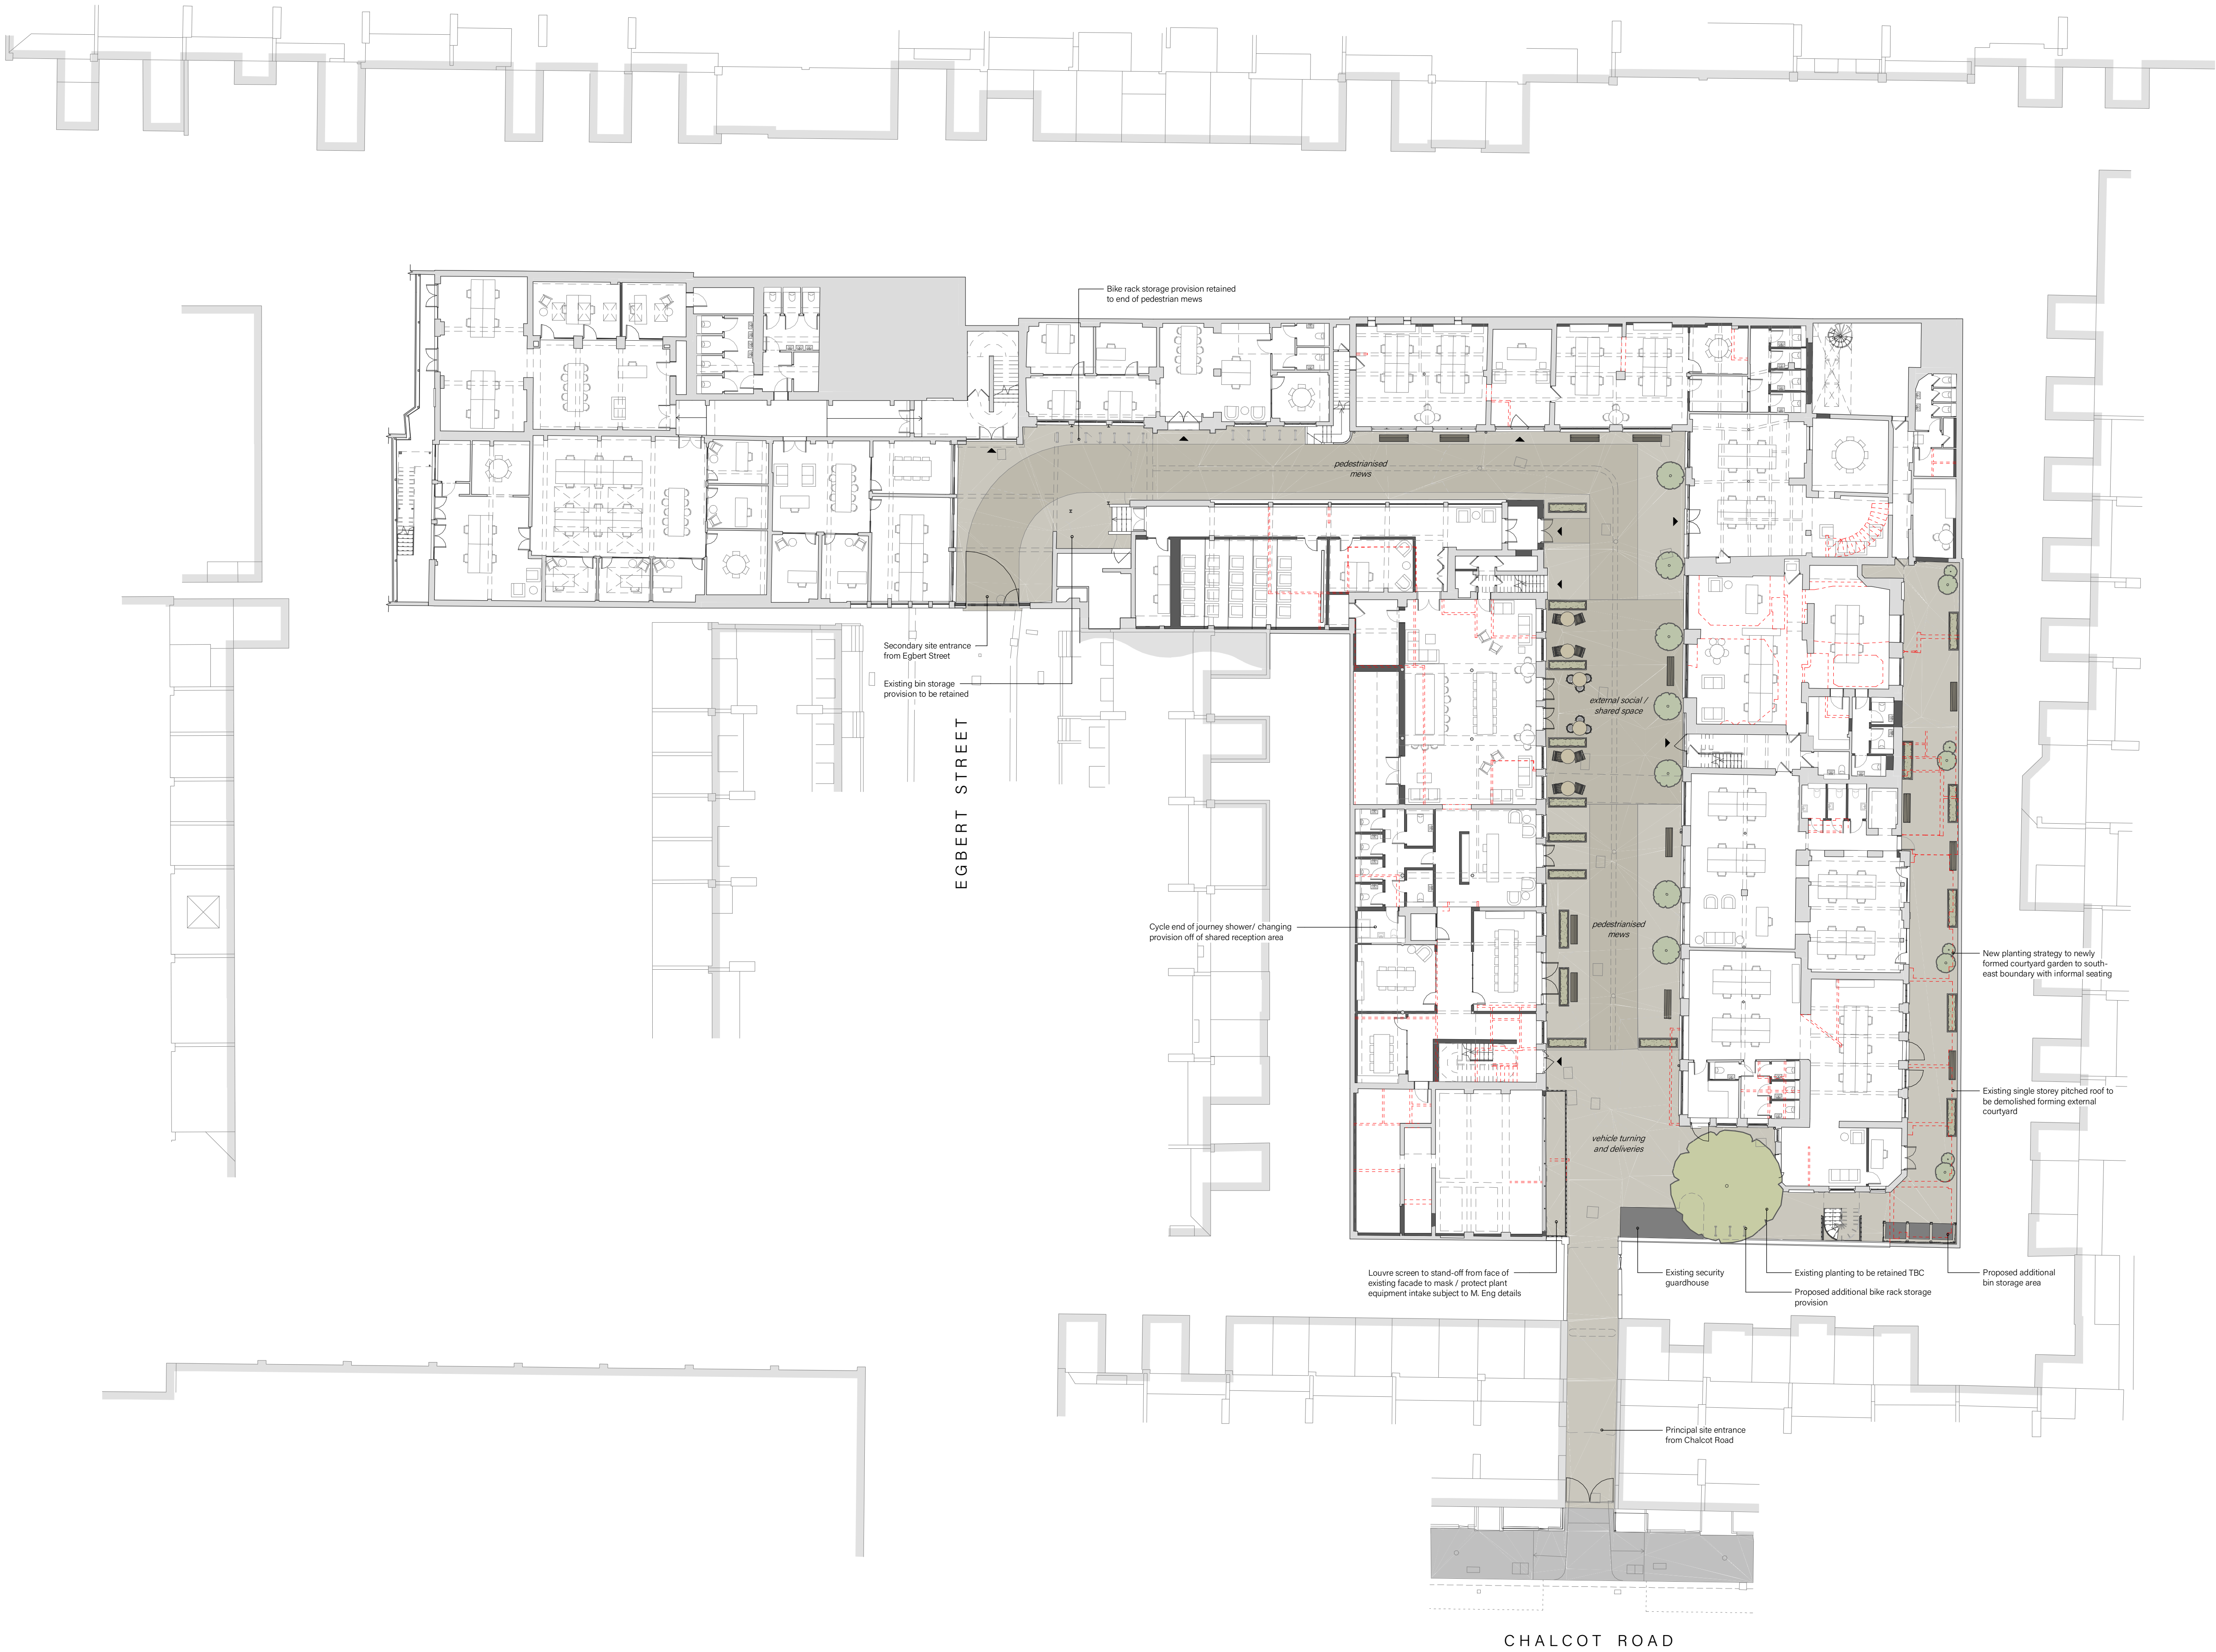 Bike rack storage provision retained
to end of pedestrian mews
pedestrianised
mews
Secondary site entrance
from Egbert Street
Existing bin storage
provision to be retained
EGBERT STREET
external social /
shared space
Cycle end of journey shower/ changing
provision off of shared reception area
pedestrianised
mews
New planting strategy to newly
formed courtyard garden to south-
east boundary with informal seating
Existing single storey pitched roof to
be demolished forming external
courtyard
vehicle turning
and deliveries
Louvre screen to stand-off from face of
existing facade to mask / protect plant
equipment intake subject to M. Eng details
Existing security
guardhouse
Existing planting to be retained TBC
Proposed additional bike rack storage
provision
Proposed additional
bin storage area
Principal site entrance
from Chalcot Road
CHALCOT ROAD